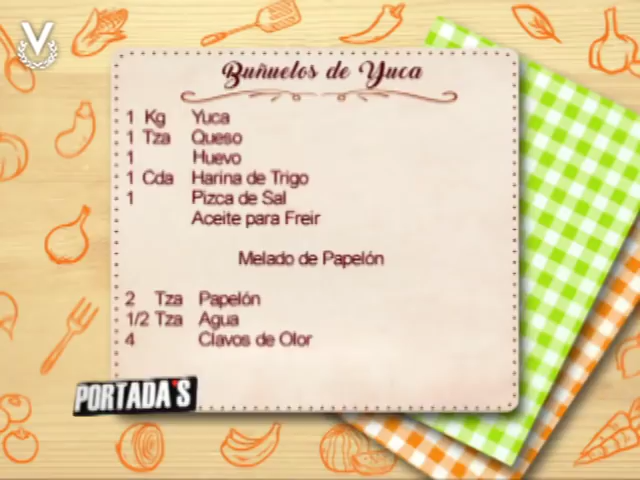 V
Buñuelos de Yuca
1 Kg Yuca
1 Tza Queso
1 Huevo
1 Cda Harina de Trigo
1 Pizca de Sal
Aceite para Freir
Melado de Papelón
2 Tza Papelón
1/2 Tza Agua
4 Clavos de Olor
PORTADA'S